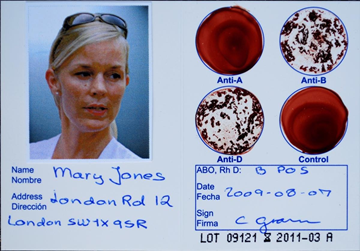 Anti-A
Anti-B
Anti-D
Control
Name
Nombre
Mary Jones
Address
Dirección
London Rd 12
London SW1X 9SR
ABO, Rh D: B POS
Date
Fecha
2009-08-07
Sign
Firma
C Gram
LOT 09121 2011-03 A